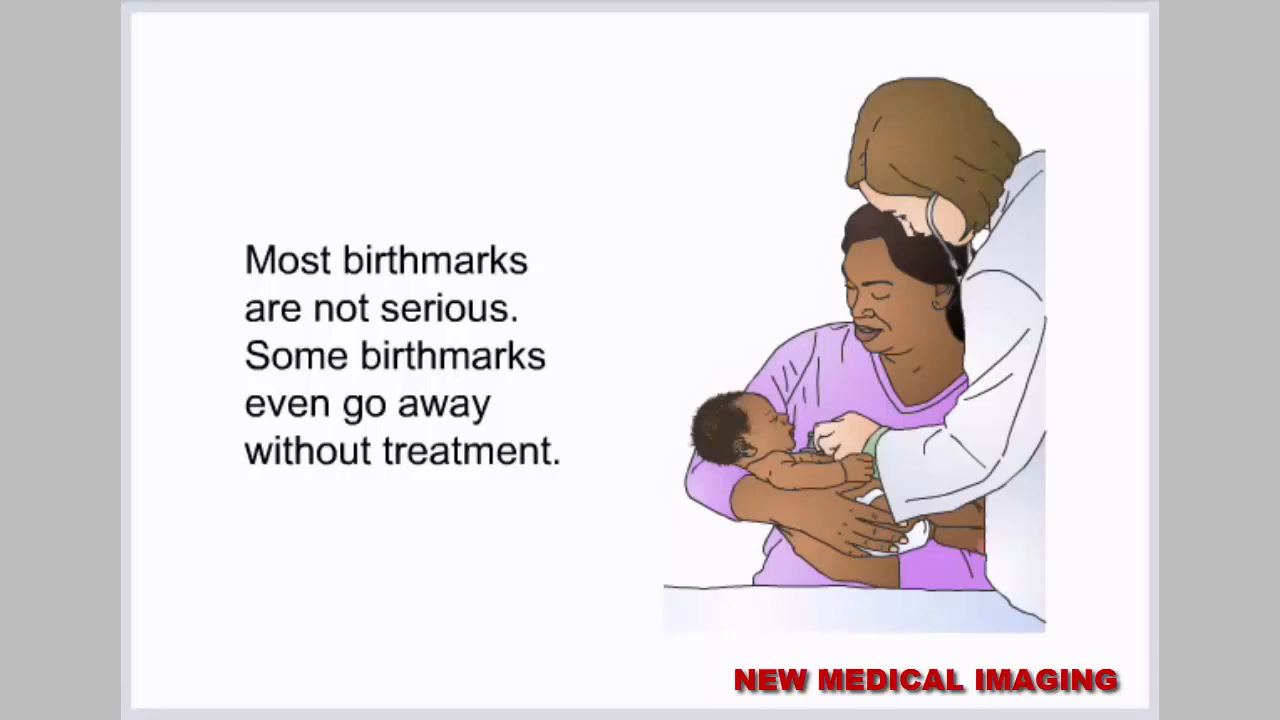 Most birthmarks
are not serious.
Some birthmarks
even go away
without treatment.
NEW MEDICAL IMAGING